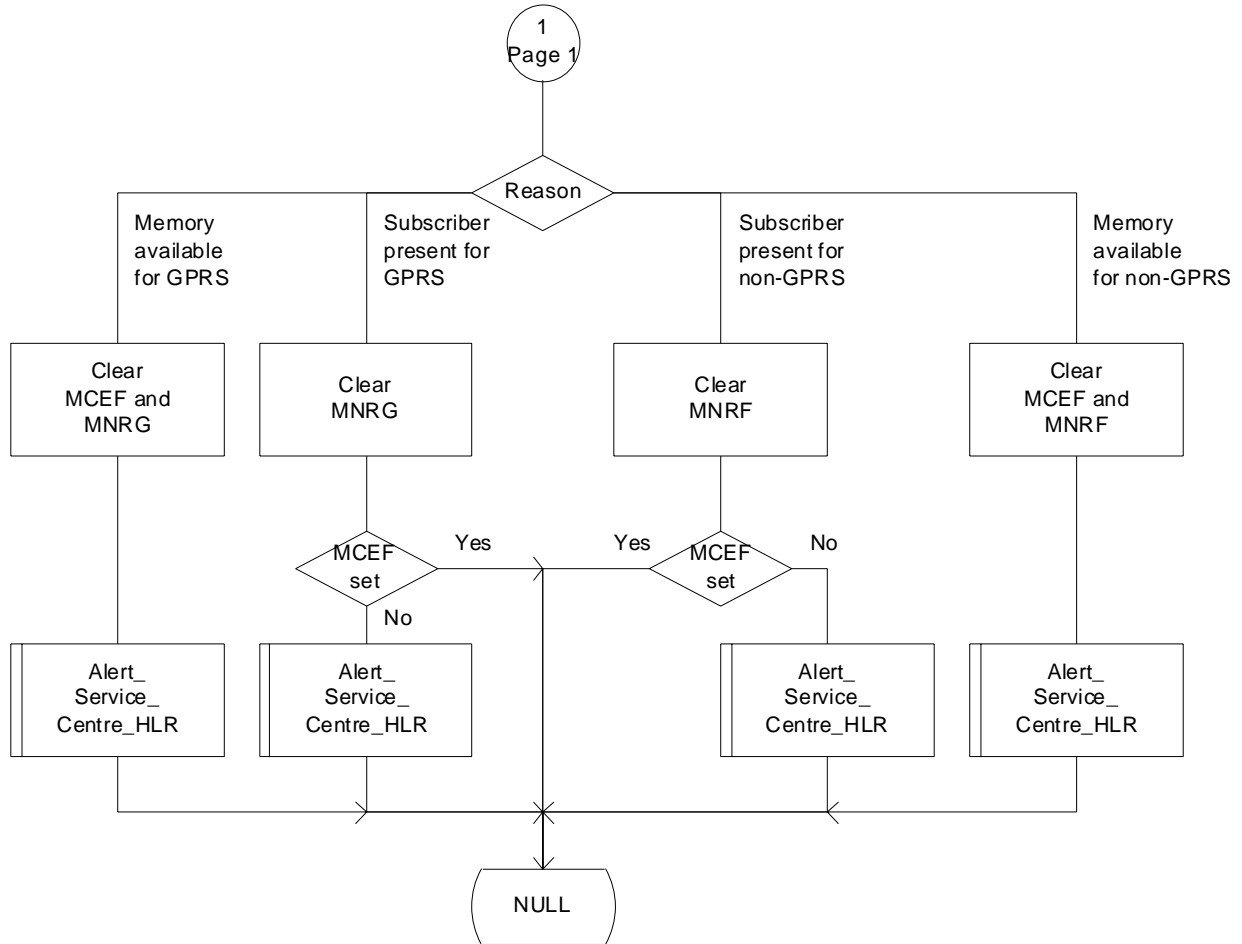 1
Page 1
Reason
Memory
available
for GPRS
Subscriber
present for
GPRS
Subscriber
present for
non-GPRS
Memory
available
for non-GPRS
Clear
MCEF and
MNRG
Clear
MNRG
Clear
MNRF
Clear
MCEF and
MNRF
MCEF
set
Yes
No
Yes
MCEF
set
No
Alert_
Service_
Centre_HLR
Alert_
Service_
Centre_HLR
Alert_
Service_
Centre_HLR
Alert_
Service_
Centre_HLR
NULL